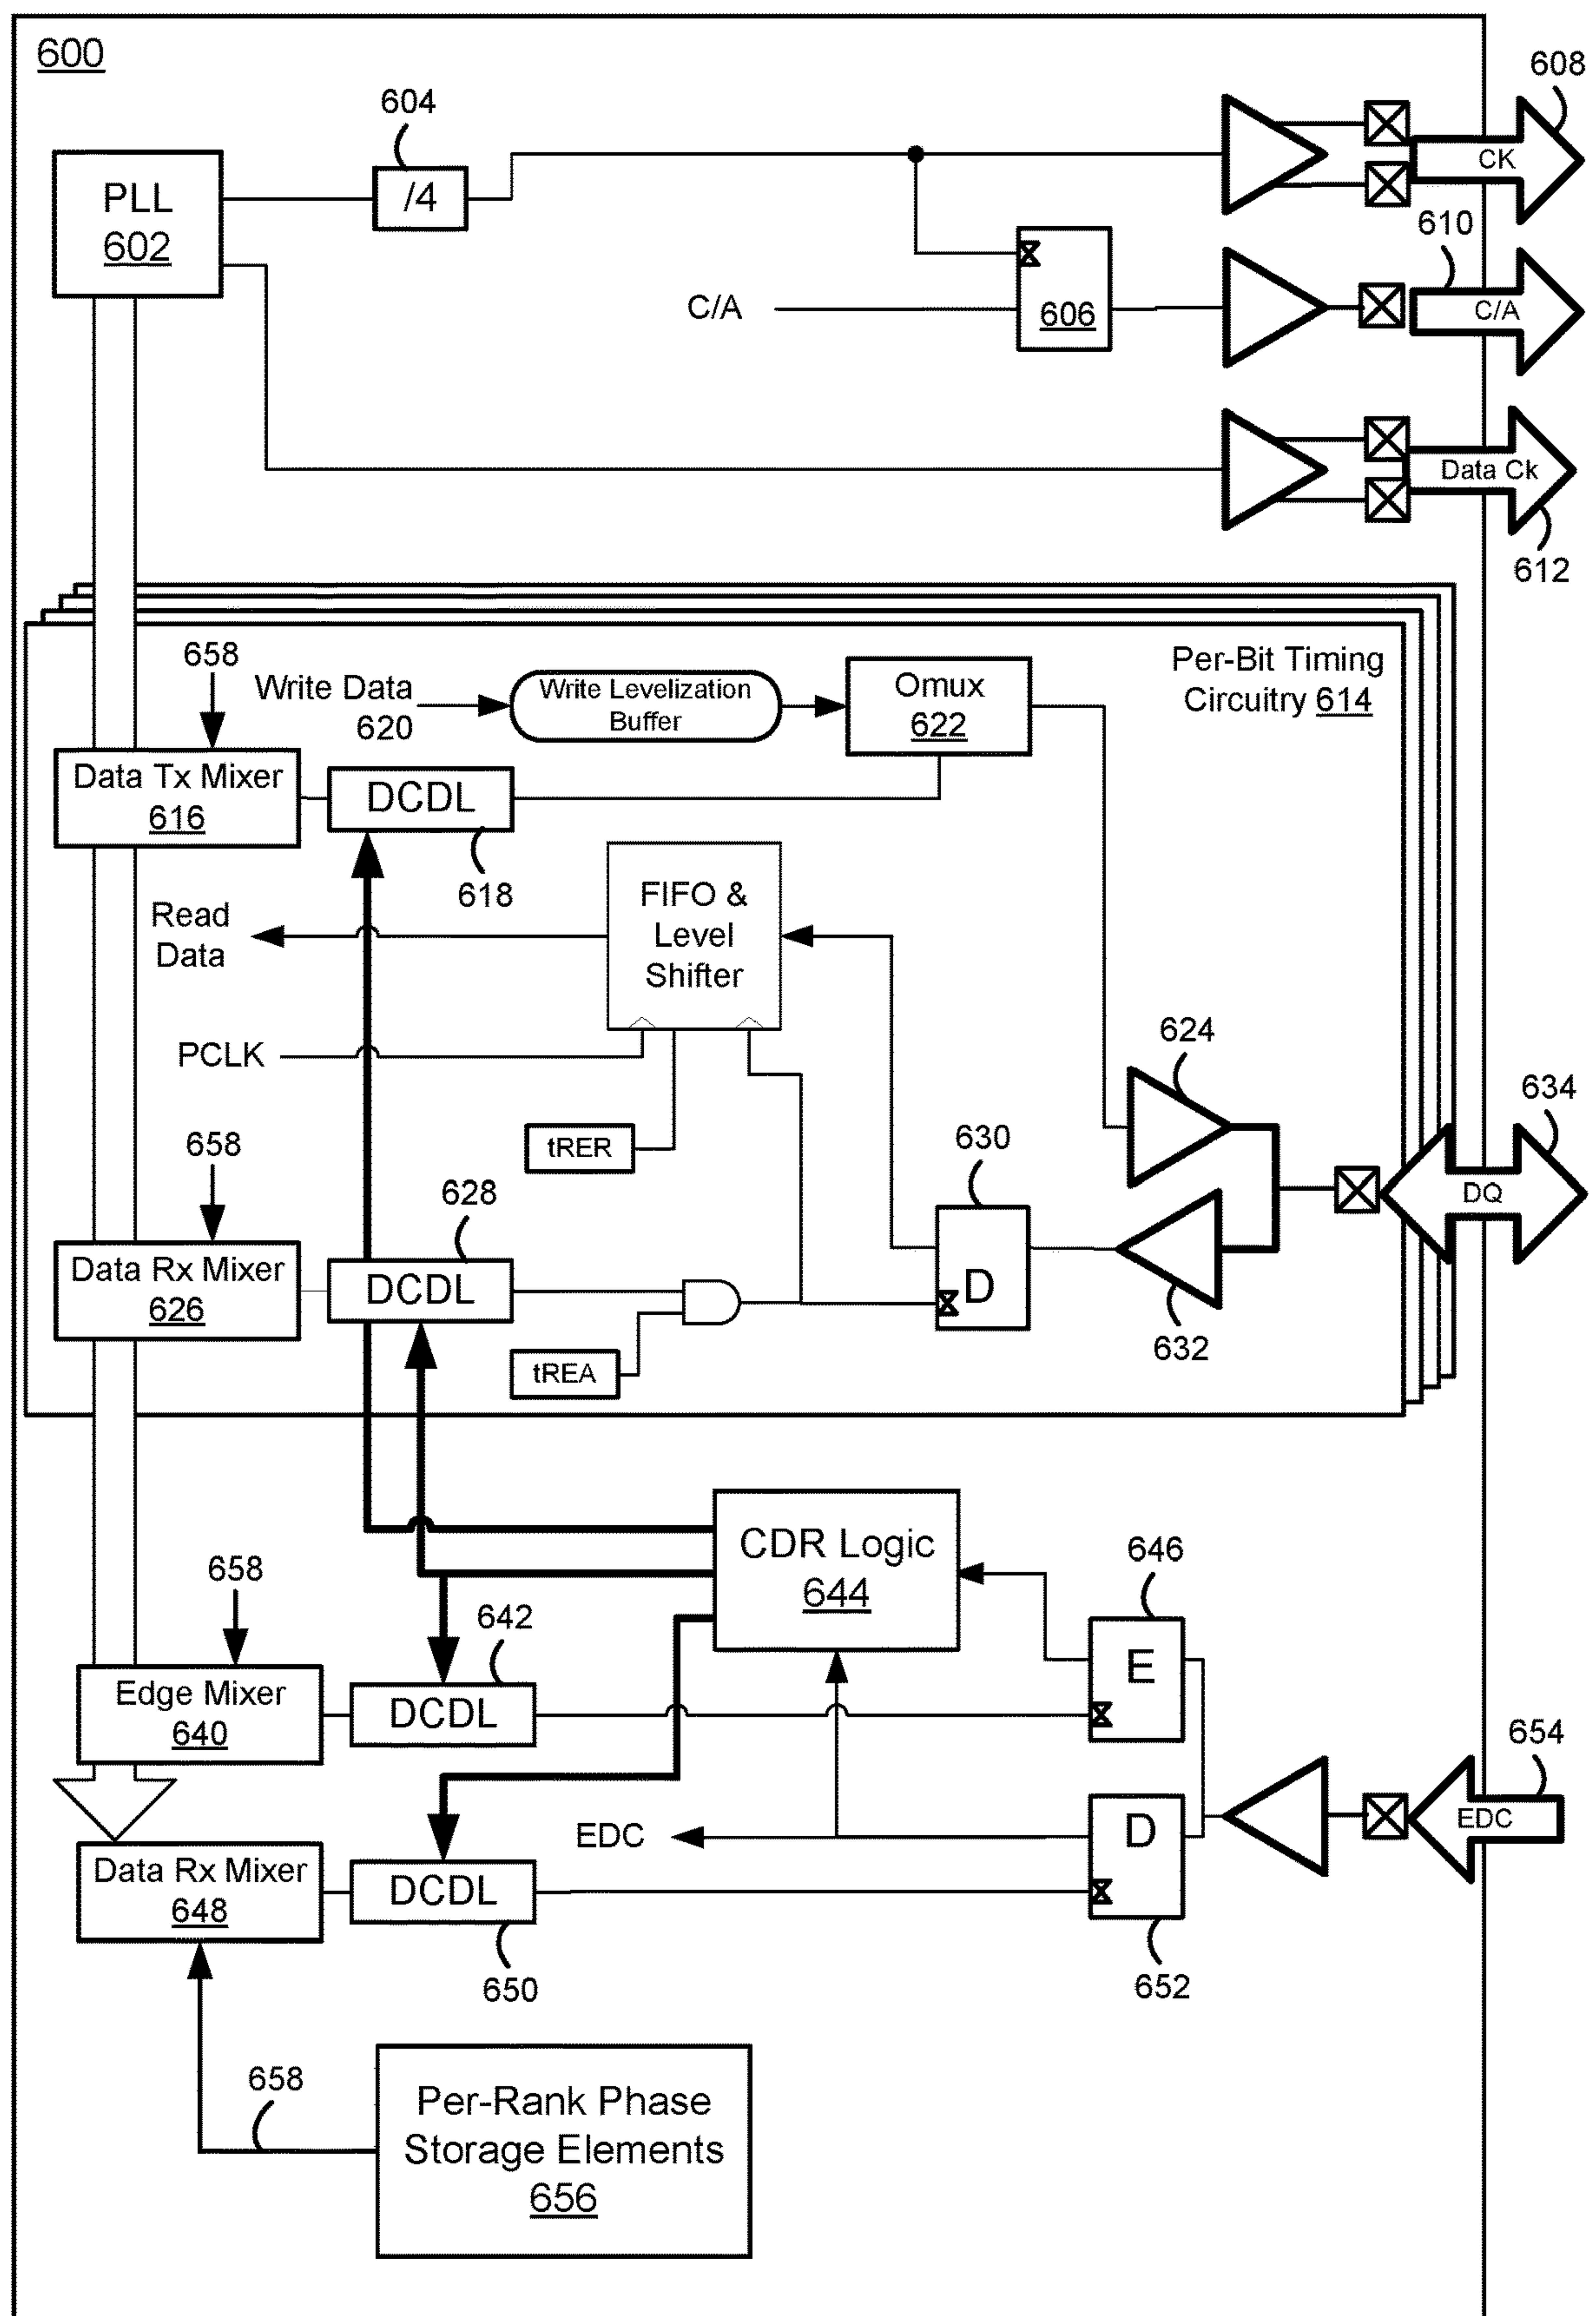 600
604
608
PLL
602
/4
CK
610
C/A
606
C/A
Data Ck
612
658
Write Data
620
Write Levelization
Buffer
Omux
622
Per-Bit Timing
Circuitry 614
Data Tx Mixer
616
DCDL
618
Read
Data
FIFO &
Level
Shifter
PCLK
624
634
tRER
630
658
628
DQ
Data Rx Mixer
626
DCDL
D
632
tREA
CDR Logic
644
646
658
642
E
Edge Mixer
640
DCDL
654
EDC
D
EDC
Data Rx Mixer
648
DCDL
650
652
658
Per-Rank Phase
Storage Elements
656